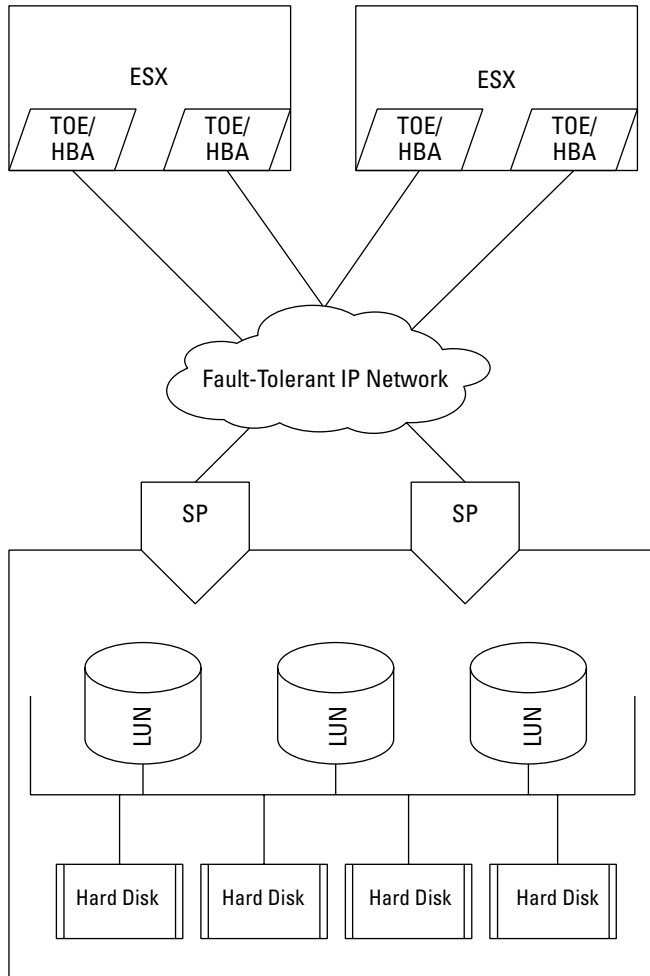 ESX
ESX
TOE/
HBA
TOE/
HBA
TOE/
HBA
TOE/
HBA
Fault-Tolerant IP Network
SP
SP
LUN
LUN
LUN
Hard Disk
Hard Disk
Hard Disk
Hard Disk